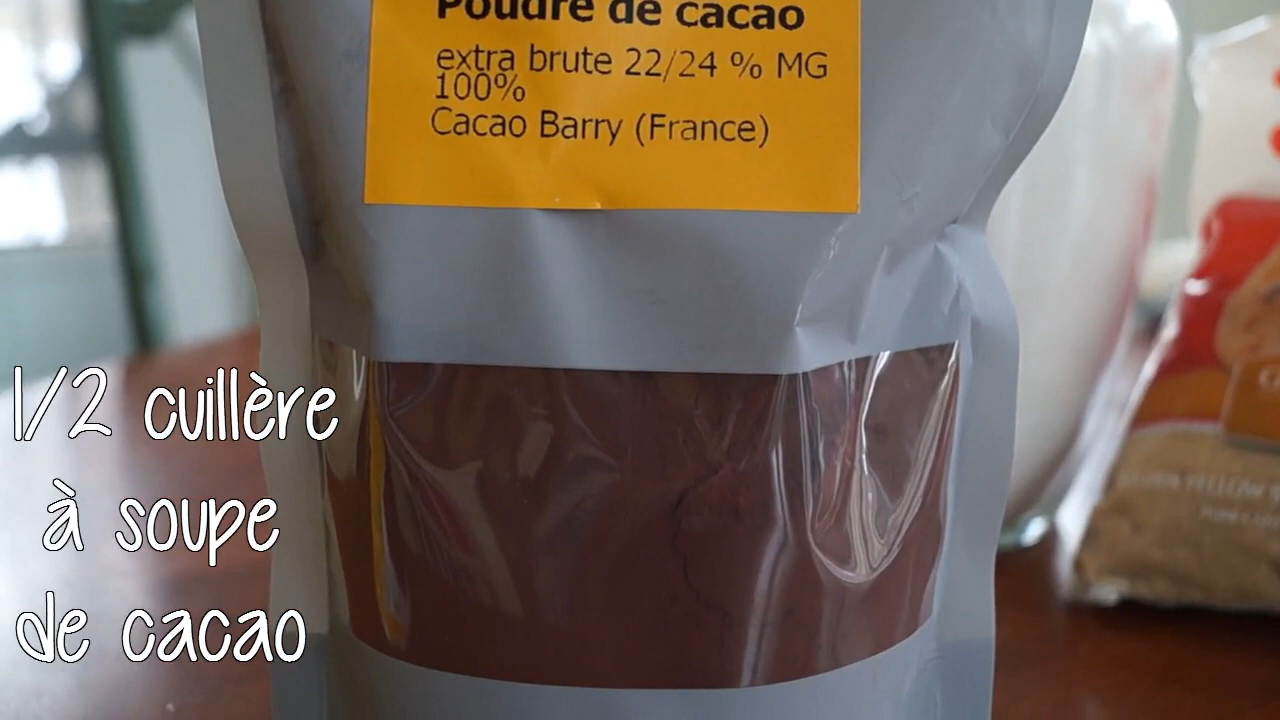 Poudre de cacao
extra brute 22/24 % MG
100%
Cacao Barry (France)
1/2 cuillère
à soupe
de cacao